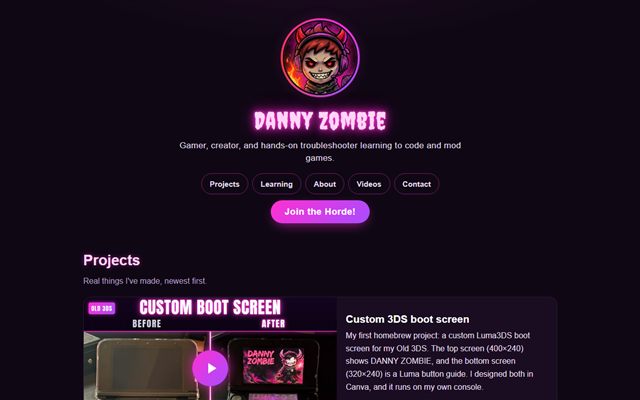 DANNY ZOMBIE
Gamer, creator, and hands-on troubleshooter learning to code and mod
games.
Projects
Learning
About
Videos
Contact
Join the Horde!
Projects
Real things I've made, newest first.
OLD 3DS
CUSTOM BOOT SCREEN
BEFORE
AFTER
DANNY
ZOMBIE
Custom 3DS boot screen
My first homebrew project: a custom Luma3DS boot
screen for my Old 3DS. The top screen (400×240)
shows DANNY ZOMBIE, and the bottom screen
(320×240) is a Luma button guide. I designed both in
Canva, and it runs on my own console.